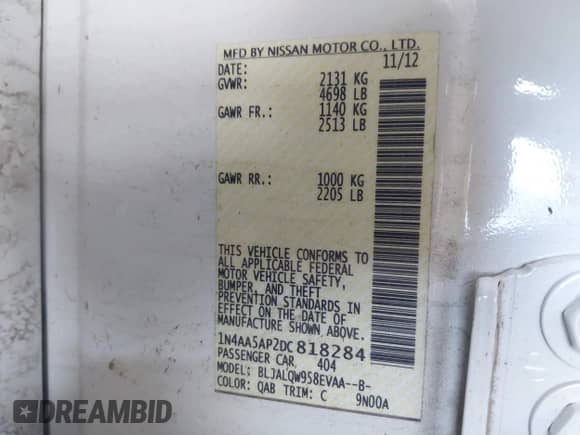 MFD BY NISSAN MOTOR CO., LTD.
DATE: 11/12
GVWR: 2131 KG
4698 LB
GAWR FR.: 1140 KG
2513 LB
GAWR RR.: 1000 KG
2205 LB
THIS VEHICLE CONFORMS TO
ALL APPLICABLE FEDERAL
MOTOR VEHICLE SAFETY,
BUMPER, AND THEFT
PREVENTION STANDARDS IN
EFFECT ON THE DATE OF
MANUFACTURE SHOWN ABOVE.
1N4AA5AP2DC818284
PASSENGER CAR 404
MODEL: BLJALQW958EVAA--B-
COLOR: QAB TRIM: C 9N00A
DREAMBID .COM